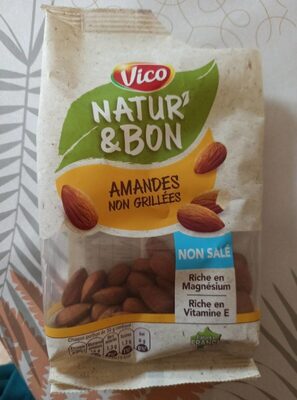 Vico
NATUR'
& BON
AMANDES
NON GRILLÉES
NON SALÉ
Riche en
Magnésium
Riche en
Vitamine E